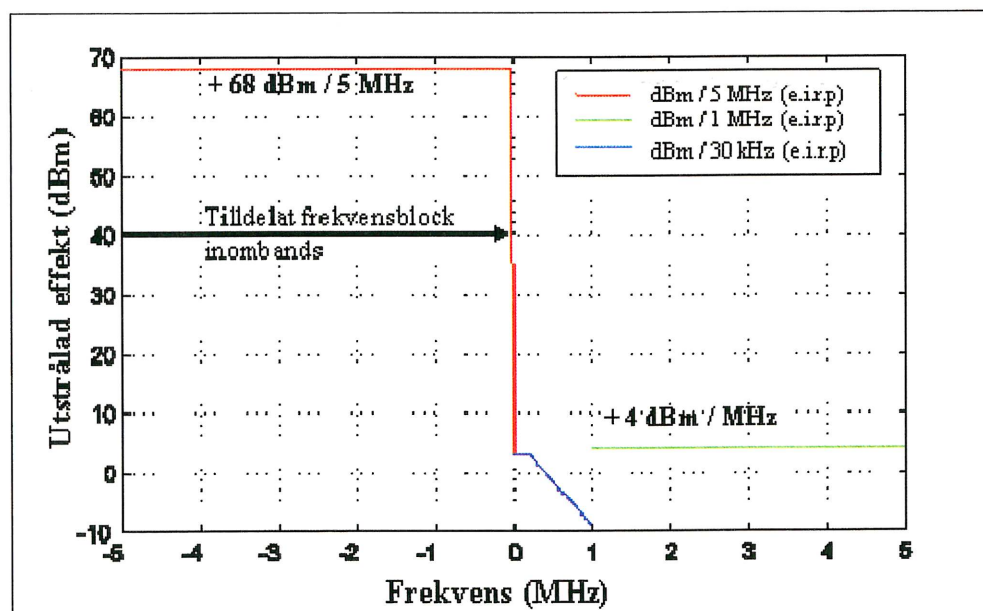 70
+ 68 dBm / 5 MHz
dBm / 5 MHz (e.i.r.p)
dBm / 1 MHz (e.i.r.p)
dBm / 30 kHz (e.i.r.p)
60
50
Tilldelat frekvensblock
40
inombands
30
20
10
+ 4 dBm / MHz
0
-10
Utstrålad effekt (dBm)
-5 -4 -3 -2 -1 0 1 2 3 4 5
Frekvens (MHz)